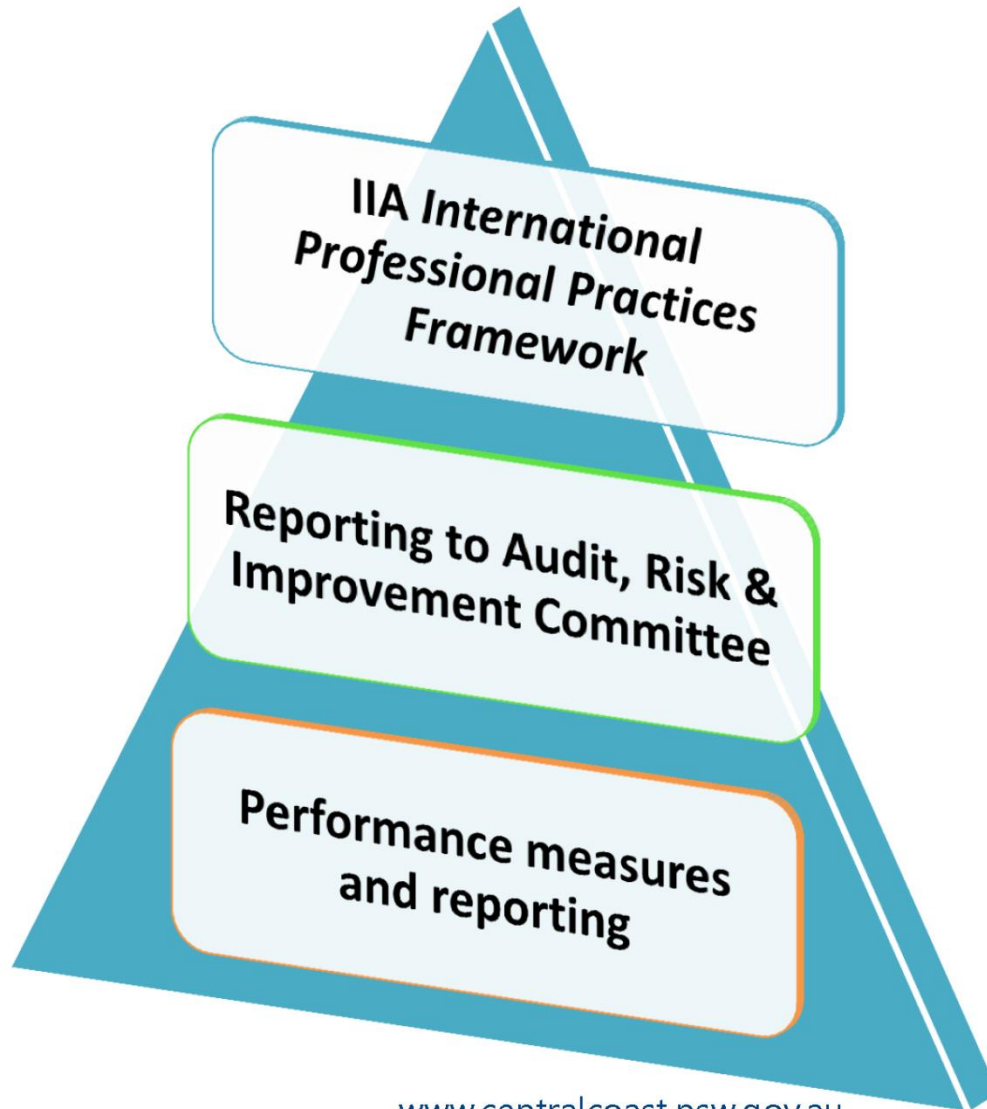 IIA International
Professional Practices
Framework
Reporting to Audit, Risk &
Improvement Committee
Performance measures
and reporting
www.centralcoast.nsw.gov.au